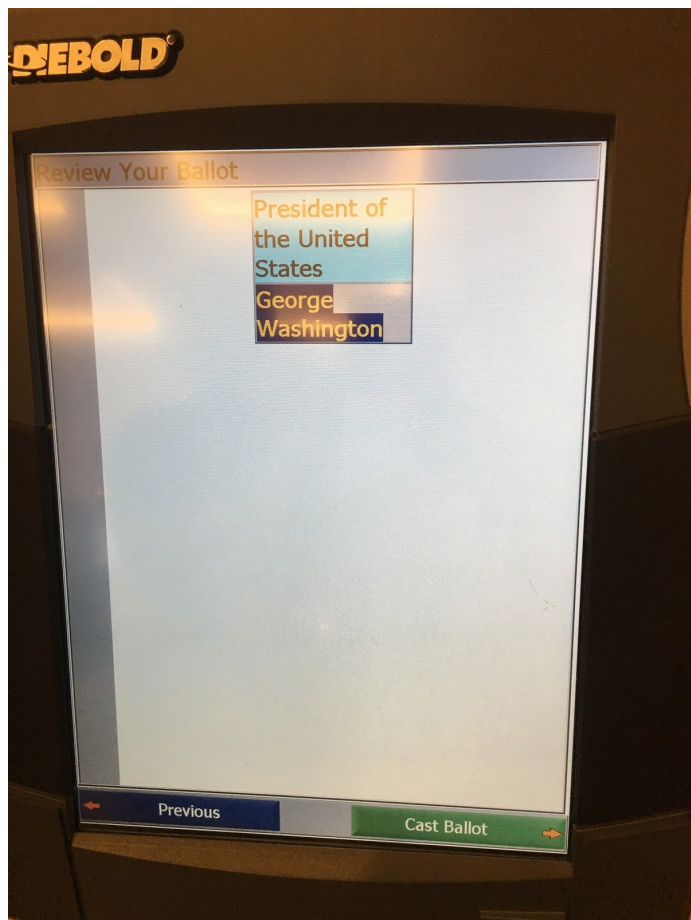 DIEBOLD
Review Your Ballot
President of
the United
States
George
Washington
Previous
Cast Ballot